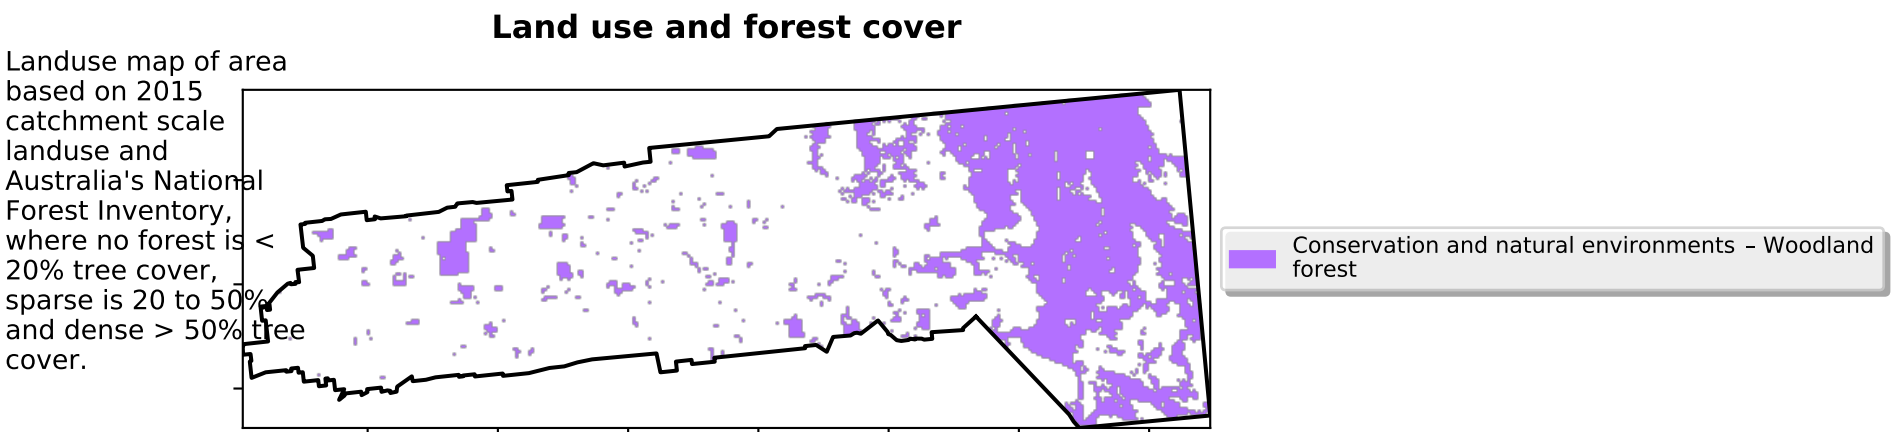 Land use and forest cover
Landuse map of area
based on 2015
catchment scale
landuse and
Australia's National
Forest Inventory,
where no forest is <
20% tree cover,
sparse is 20 to 50%
and dense > 50% tree
cover.
Conservation and natural environments – Woodland
forest